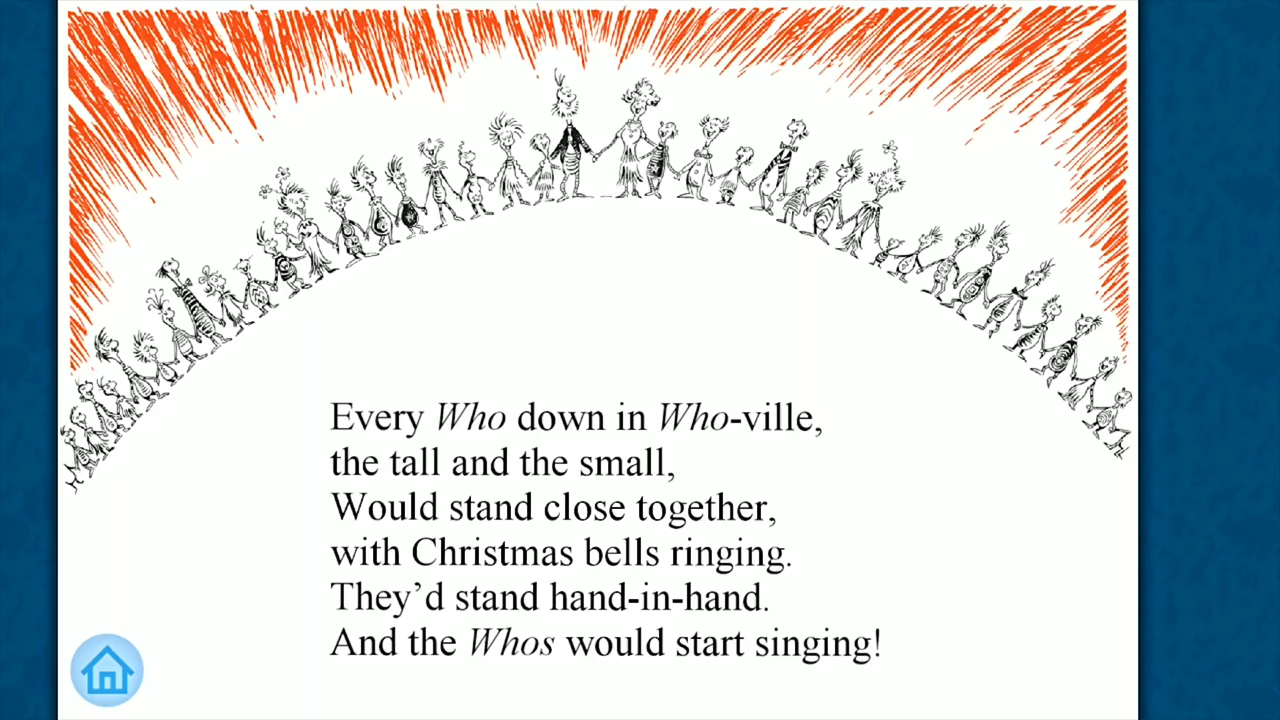 Every Who down in Who-ville,
the tall and the small,
Would stand close together,
with Christmas bells ringing.
They’d stand hand-in-hand.
And the Whos would start singing!